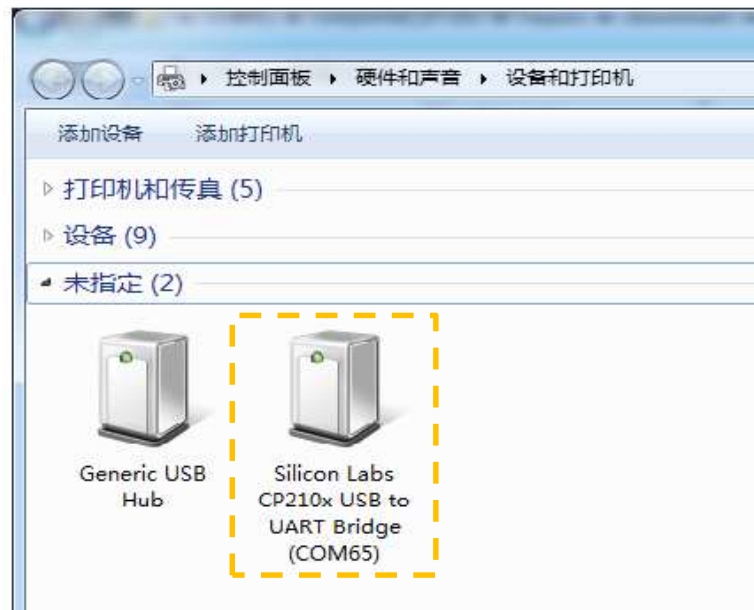 控制面板 硬件和声音 设备和打印机
添加设备 添加打印机
打印机和传真 (5)
设备 (9)
未指定 (2)
Generic USB
Hub
Silicon Labs
CP210x USB to
UART Bridge
(COM65)